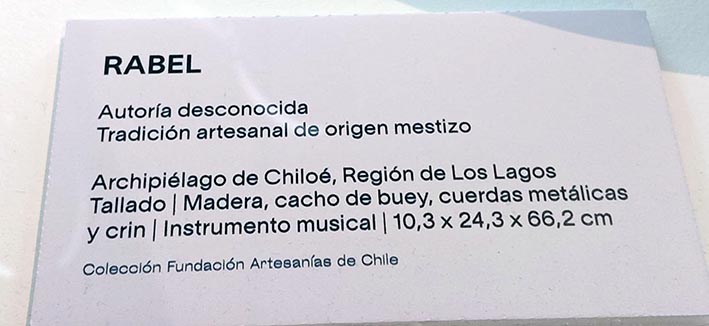 RABEL
Autoría desconocida
Tradición artesanal de origen mestizo
Archipiélago de Chiloé, Región de Los Lagos
Tallado | Madera, cacho de buey, cuerdas metálicas
y crin | Instrumento musical | 10,3 x 24,3 x 66,2 cm
Colección Fundación Artesanías de Chile